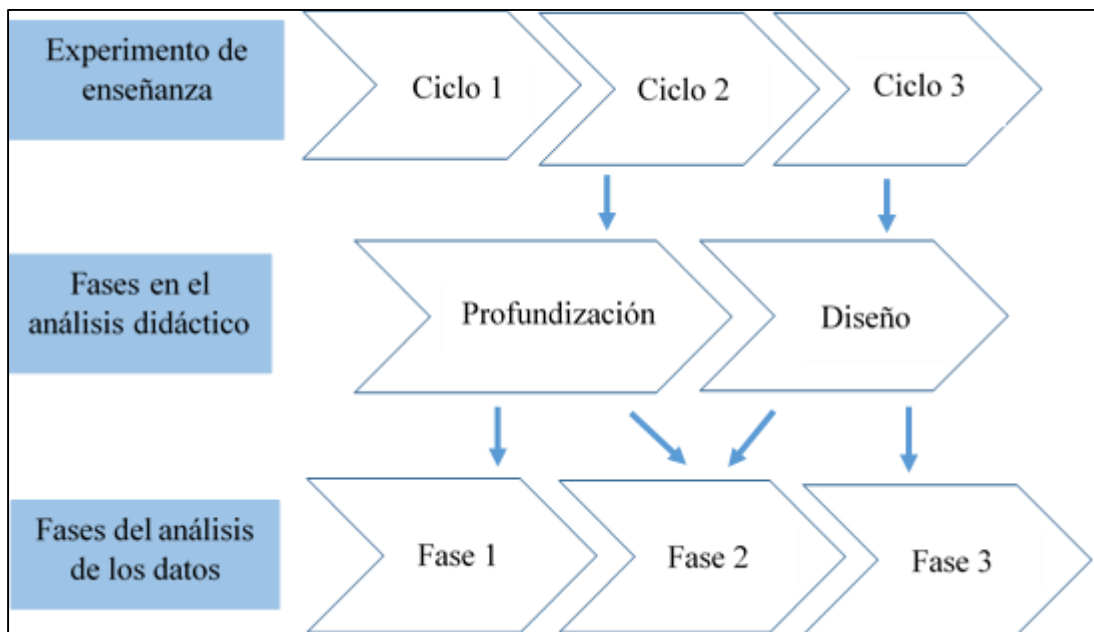 Experimento de
enseñanza
Ciclo 1
Ciclo 2
Ciclo 3
Fases en el
análisis didáctico
Profundización
Diseño
Fases del análisis
de los datos
Fase 1
Fase 2
Fase 3